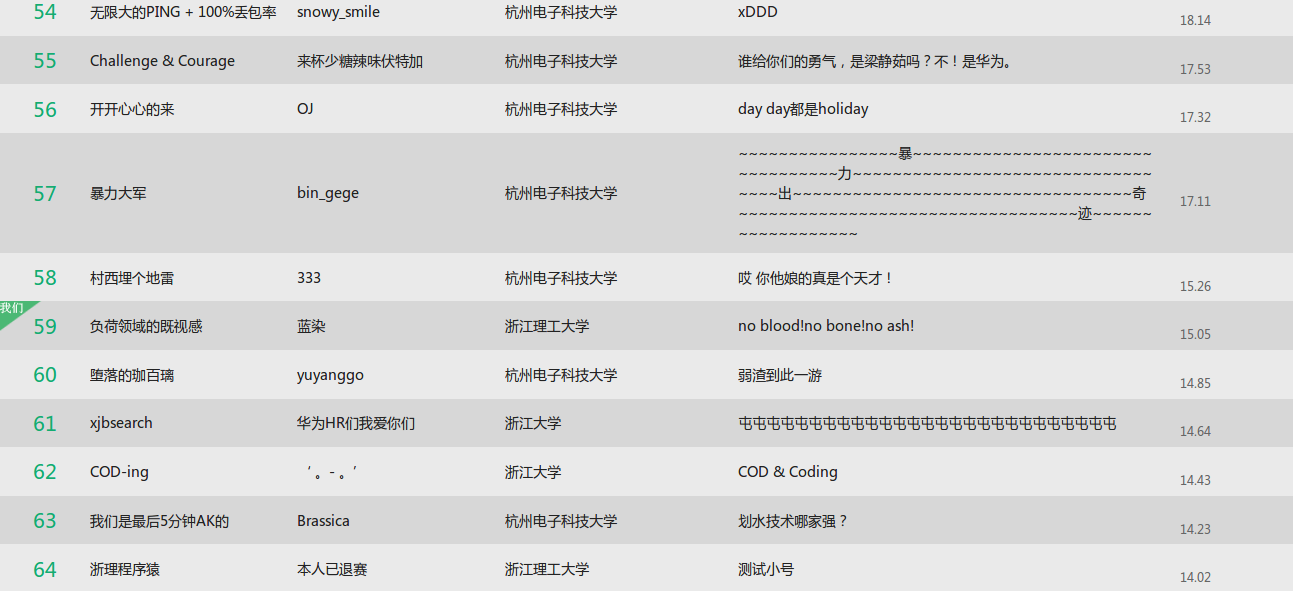 54 无限大的PING + 100%丢包率 snowy_smile 杭州电子科技大学 xDDD 18.14
55 Challenge & Courage 来杯少糖辣味伏特加 杭州电子科技大学 谁给你们的勇气，是梁静茹吗？不！是华为。 17.53
56 开开心心的来 OJ 杭州电子科技大学 day day都是holiday 17.32
~~~~~~~~~~~~~~~~暴~~~~~~~~~~~~~~~~~~~~~~~~
~~~~~~~~~~力~~~~~~~~~~~~~~~~~~~~~~~~~~~~~~
57 暴力大军 bin_gege 杭州电子科技大学 ~~~~出~~~~~~~~~~~~~~~~~~~~~~~~~~~~~~~~~~奇 17.11
~~~~~~~~~~~~~~~~~~~~~~~~~~~~~~~~~~迹~~~~~~
~~~~~~~~~~~~
58 村西埋个地雷 333 杭州电子科技大学 哎 你他娘的真是个天才！ 15.26
我们
59 负荷领域的既视感 蓝染 浙江理工大学 no blood!no bone!no ash! 15.05
60 堕落的珈百璃 yuyanggo 杭州电子科技大学 弱渣到此一游 14.85
61 xjbsearch 华为HR们我爱你们 浙江大学 屯屯屯屯屯屯屯屯屯屯屯屯屯屯屯屯屯屯屯屯屯屯屯屯屯屯屯 14.64
62 COD-ing ‘ 。- 。’ 浙江大学 COD & Coding 14.43
63 我们是最后5分钟AK的 Brassica 杭州电子科技大学 划水技术哪家强？ 14.23
64 浙理程序猿 本人已退赛 浙江理工大学 测试小号 14.02